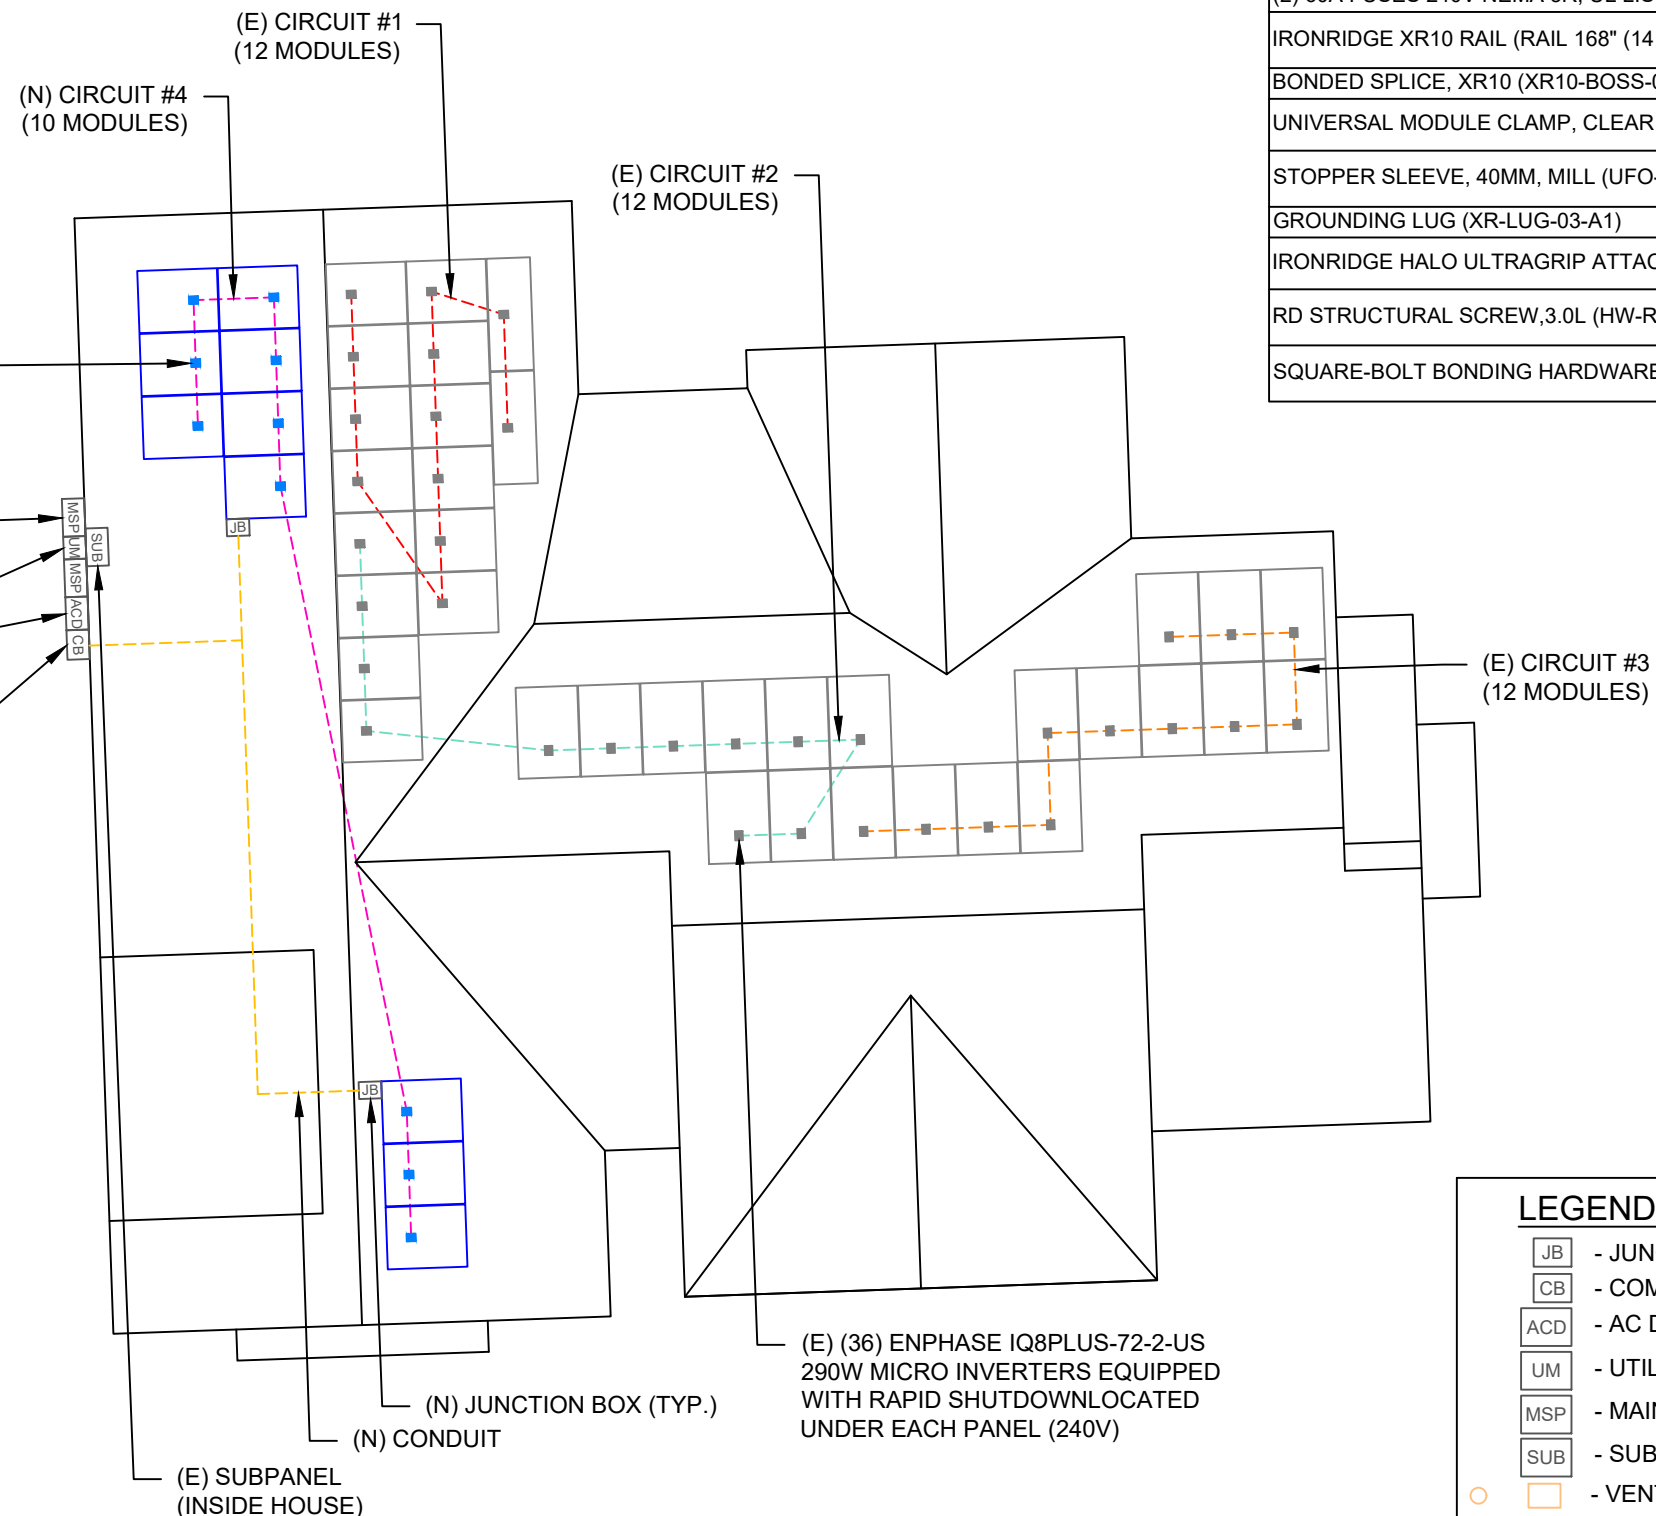 (E) CIRCUIT #1
(12 MODULES)
(N) CIRCUIT #4
(10 MODULES)
(E) CIRCUIT #2
(12 MODULES)
IRONRIDGE XR10 RAIL (RAIL 168" (14
BONDED SPLICE, XR10 (XR10-BOSS-0
UNIVERSAL MODULE CLAMP, CLEAR
STOPPER SLEEVE, 40MM, MILL (UFO-
GROUNDING LUG (XR-LUG-03-A1)
IRONRIDGE HALO ULTRAGRIP ATTAC
RD STRUCTURAL SCREW,3.0L (HW-R
SQUARE-BOLT BONDING HARDWARE
MSP
UM
MSP
ACD
CB
SUB
JB
(E) CIRCUIT #3
(12 MODULES)
JB
(E) (36) ENPHASE IQ8PLUS-72-2-US
290W MICRO INVERTERS EQUIPPED
WITH RAPID SHUTDOWNLOCATED
UNDER EACH PANEL (240V)
(N) JUNCTION BOX (TYP.)
(N) CONDUIT
(E) SUBPANEL
(INSIDE HOUSE)
LEGEND
JB - JUN
CB - COM
ACD - AC D
UM - UTIL
MSP - MAIN
SUB - SUB
- VENT